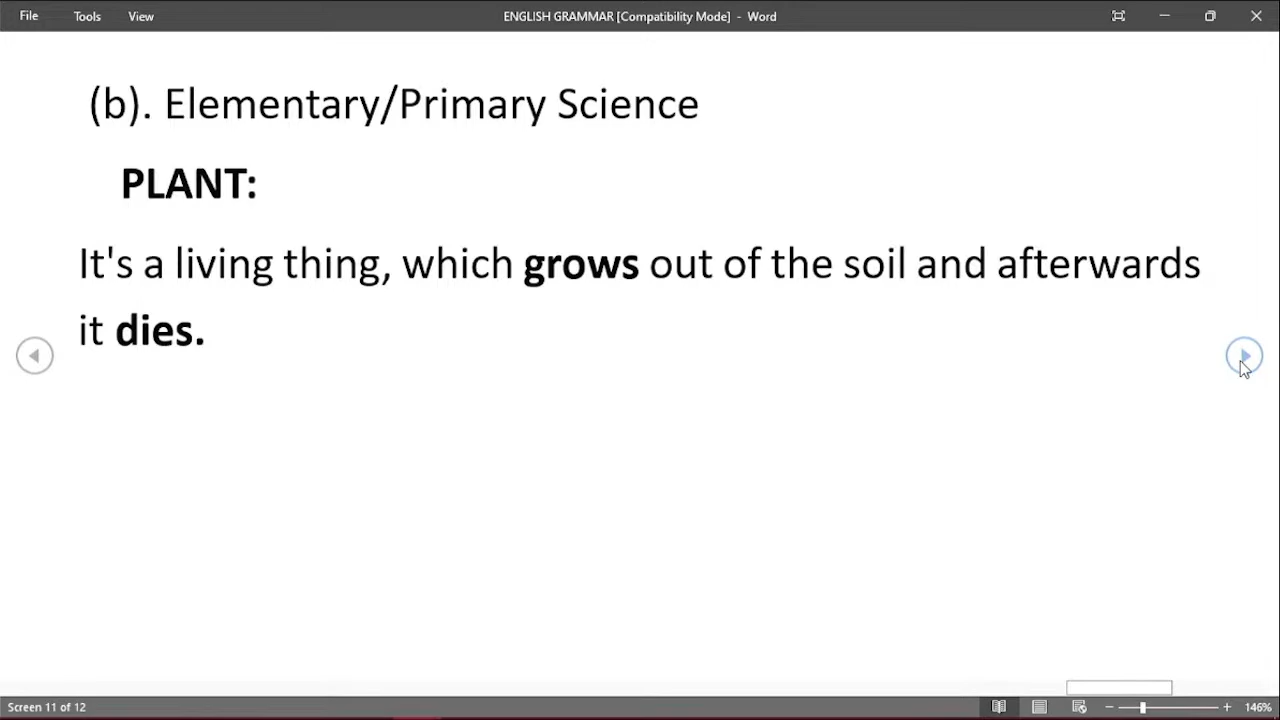 File Tools View ENGLISH GRAMMAR [Compatibility Mode] - Word
(b). Elementary/Primary Science
PLANT:
It's a living thing, which grows out of the soil and afterwards
it dies.
Screen 11 of 12 146%